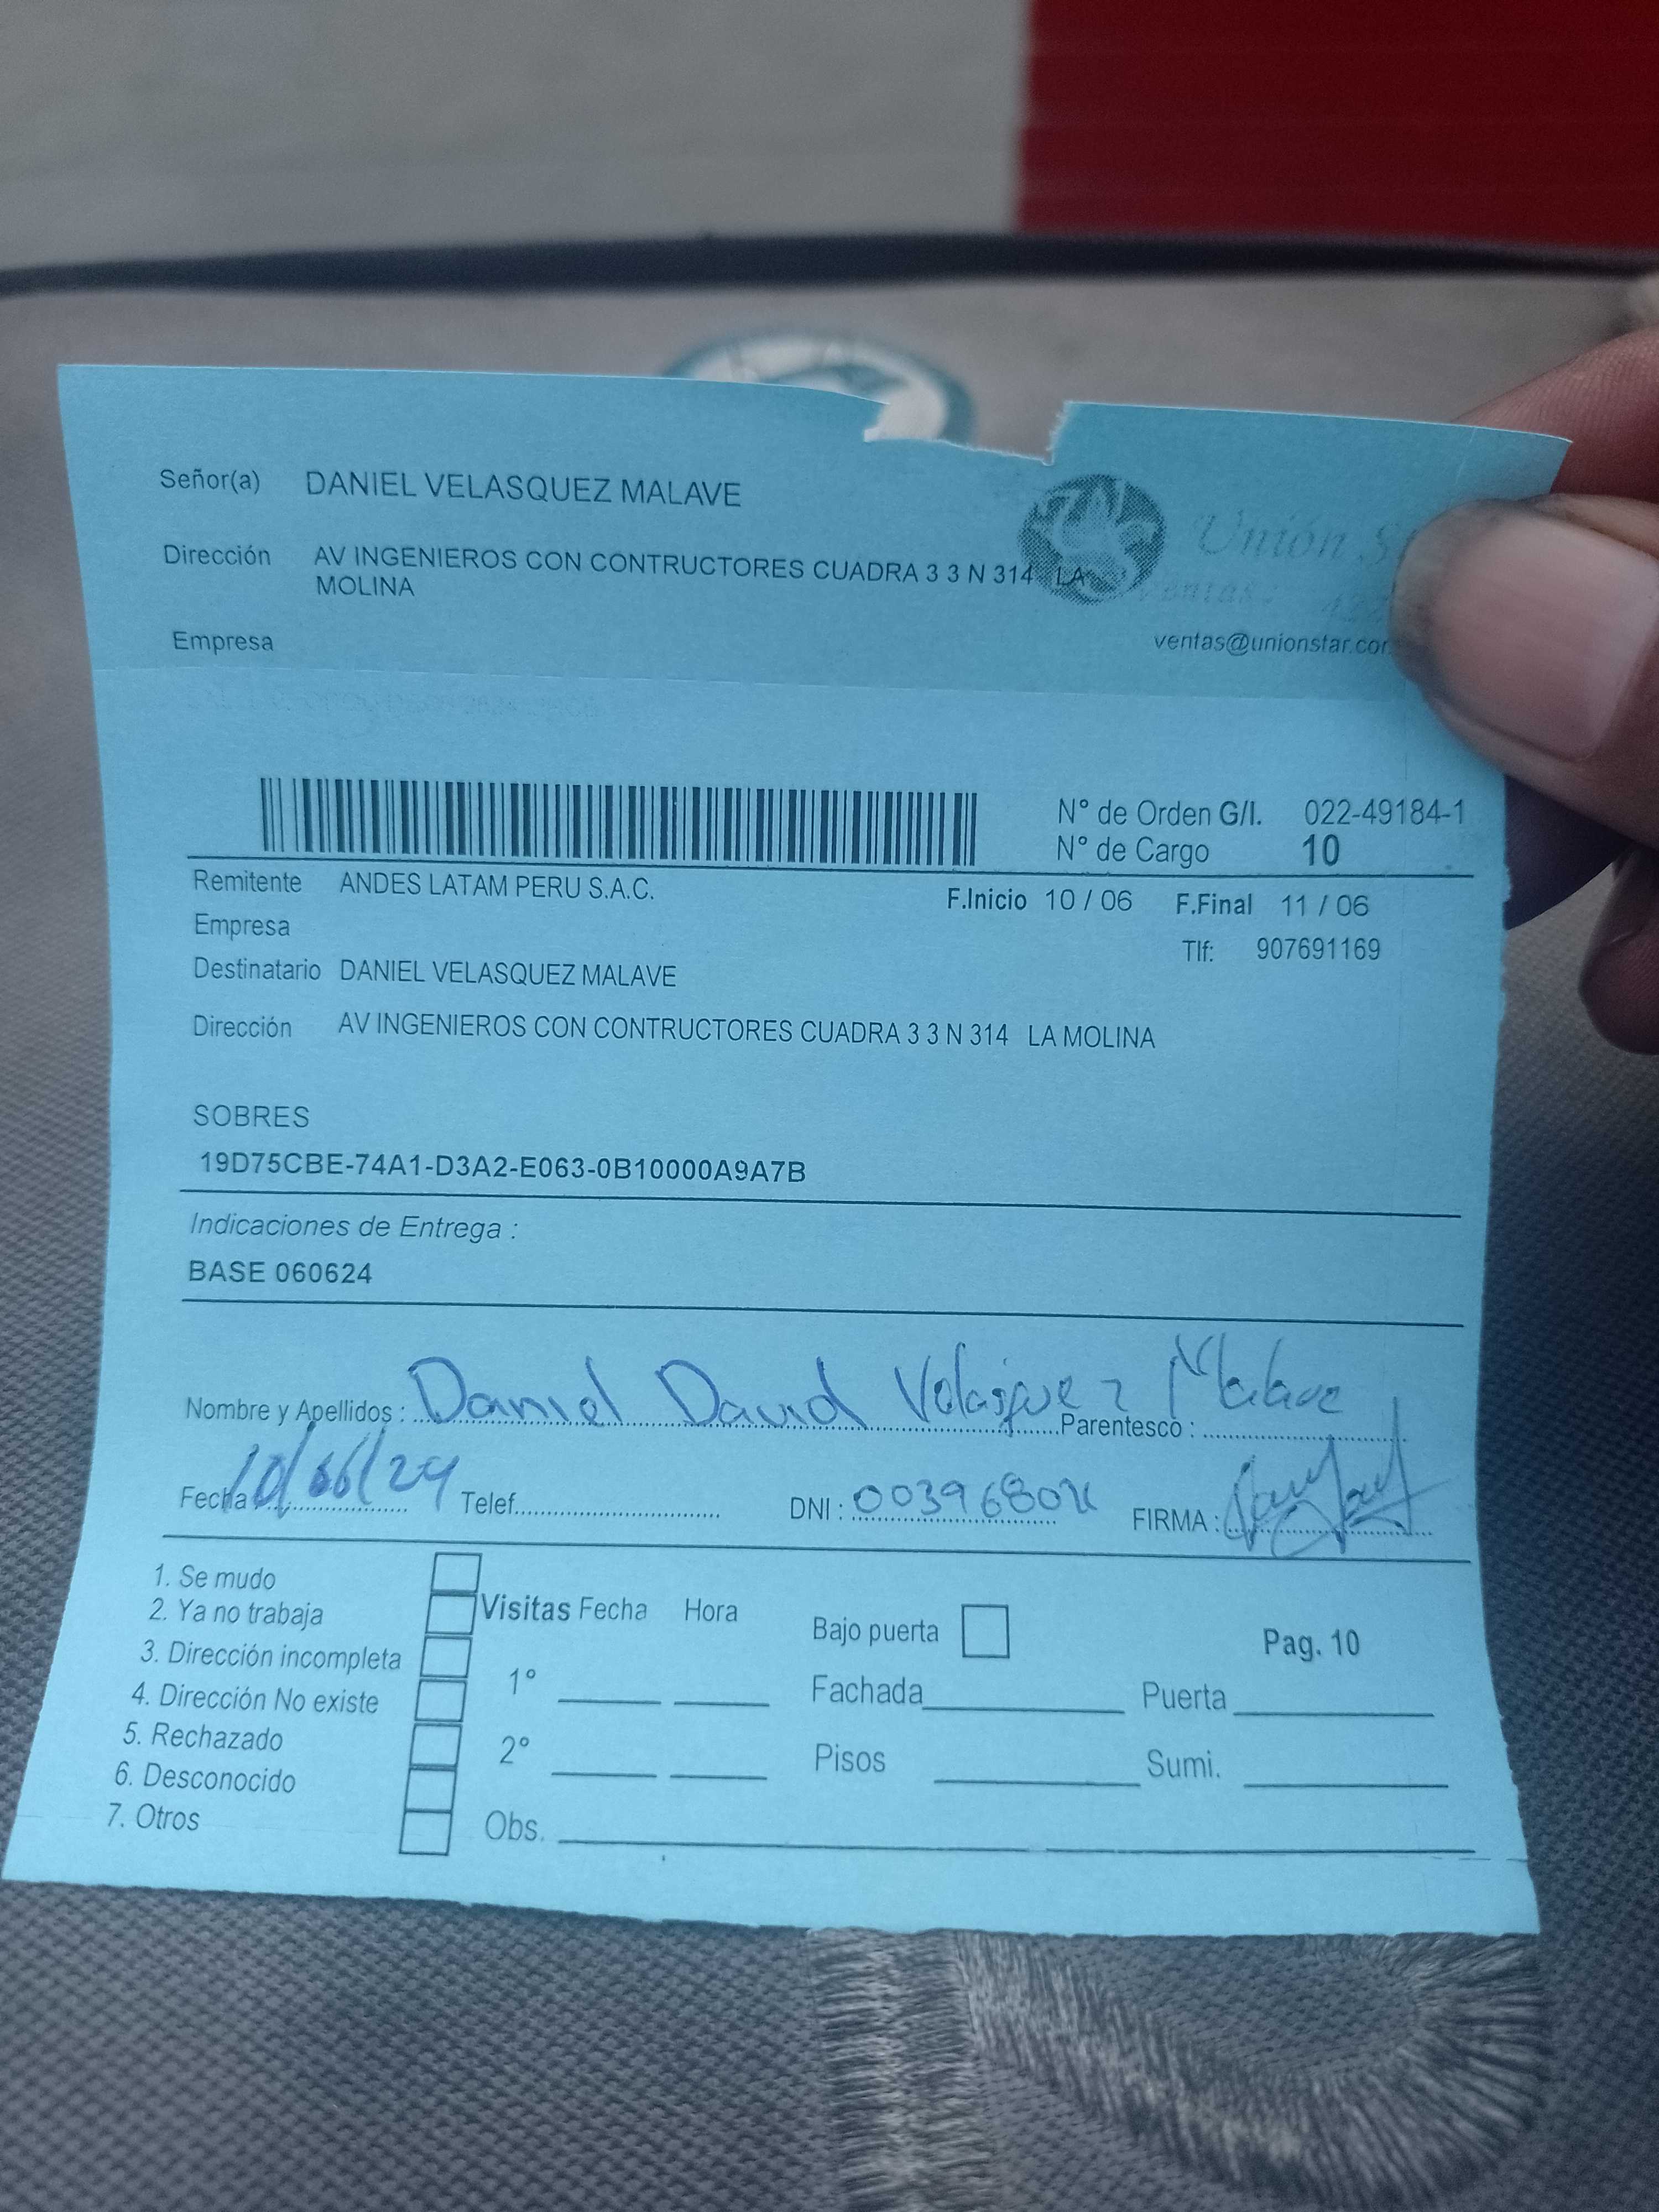 Señor(a) DANIEL VELASQUEZ MALAVE
Dirección AV INGENIEROS CON CONTRUCTORES CUADRA 3 3 N 314 LA
MOLINA
Unión
Empresa
ventas@unionstar.co
N° de Orden G/I. 022-49184-1
N° de Cargo 10
Remitente ANDES LATAM PERU S.A.C.
F.Inicio 10 / 06 F.Final 11 / 06
Empresa
Tlf: 907691169
Destinatario DANIEL VELASQUEZ MALAVE
Dirección AV INGENIEROS CON CONTRUCTORES CUADRA 3 3 N 314 LA MOLINA
SOBRES
19D75CBE-74A1-D3A2-E063-0B10000A9A7B
Indicaciones de Entrega :
BASE 060624
Nombre y Apellidos : Daniel David Velasquez Malave
Parentesco :
Fecha 10/06/24 Telef. DNI : FIRMA :
1. Se mudo
2. Ya no trabaja
3. Dirección incompleta
4. Dirección No existe
5. Rechazado
6. Desconocido
7. Otros
Visitas Fecha Hora
1°
2°
Obs.
Bajo puerta
Pag. 10
Fachada Puerta
Pisos Sumi.